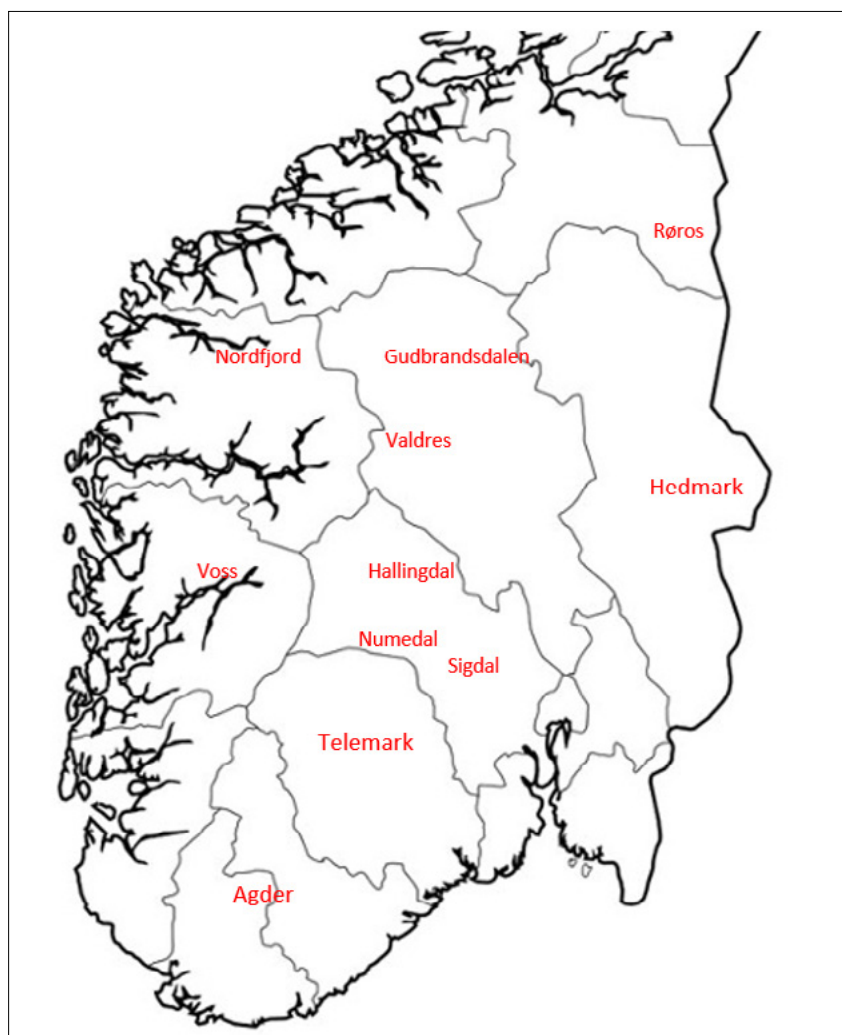 Røros
Nordfjord
Gudbrandsdalen
Valdres
Hedmark
Voss
Hallingdal
Numedal
Sigdal
Telemark
Agder